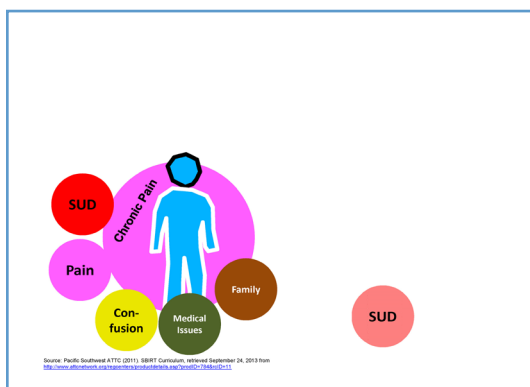 Chronic Pain
SUD
Pain
Con-
fusion
Medical
Issues
Family
SUD
Source: Pacific Southwest ATTC (2011). SBIRT Curriculum, retrieved September 24, 2013 from
http://www.attcnetwork.org/regcenters/productdetails.asp?prodID=784&rcID=11